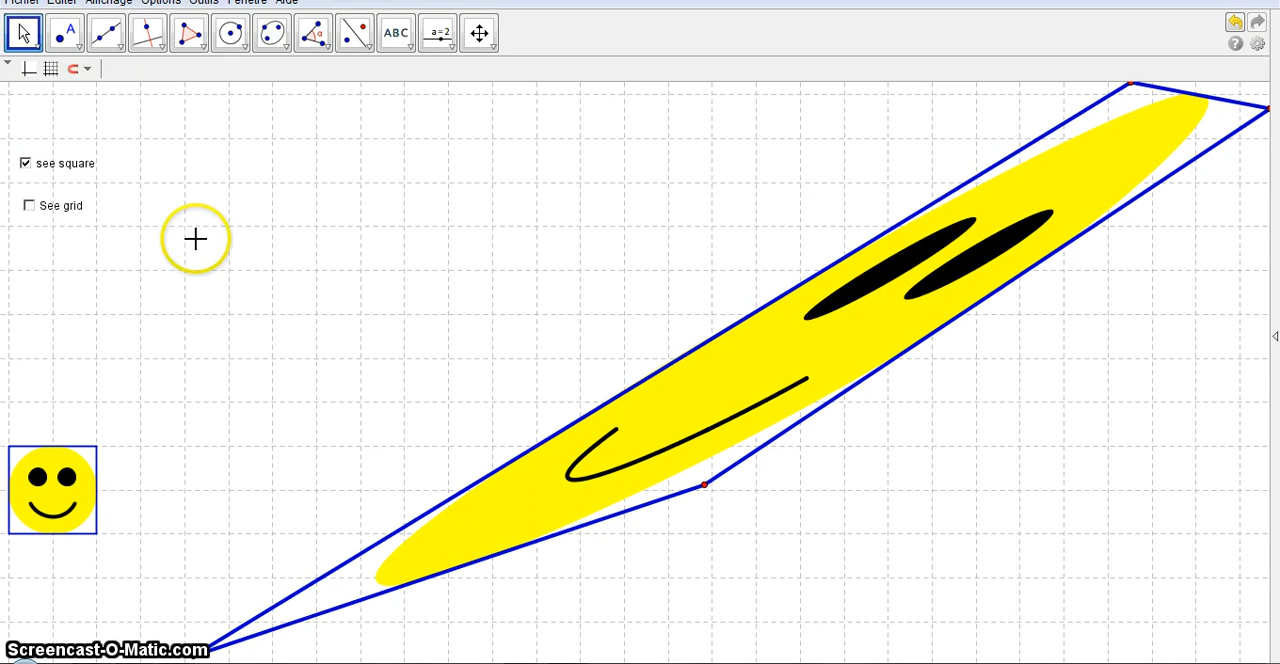 Fichier Editer Affichage Options Outils Fenêtre Aide
A
α
ABC
a=2
see square
See grid
Screencast-O-Matic.com